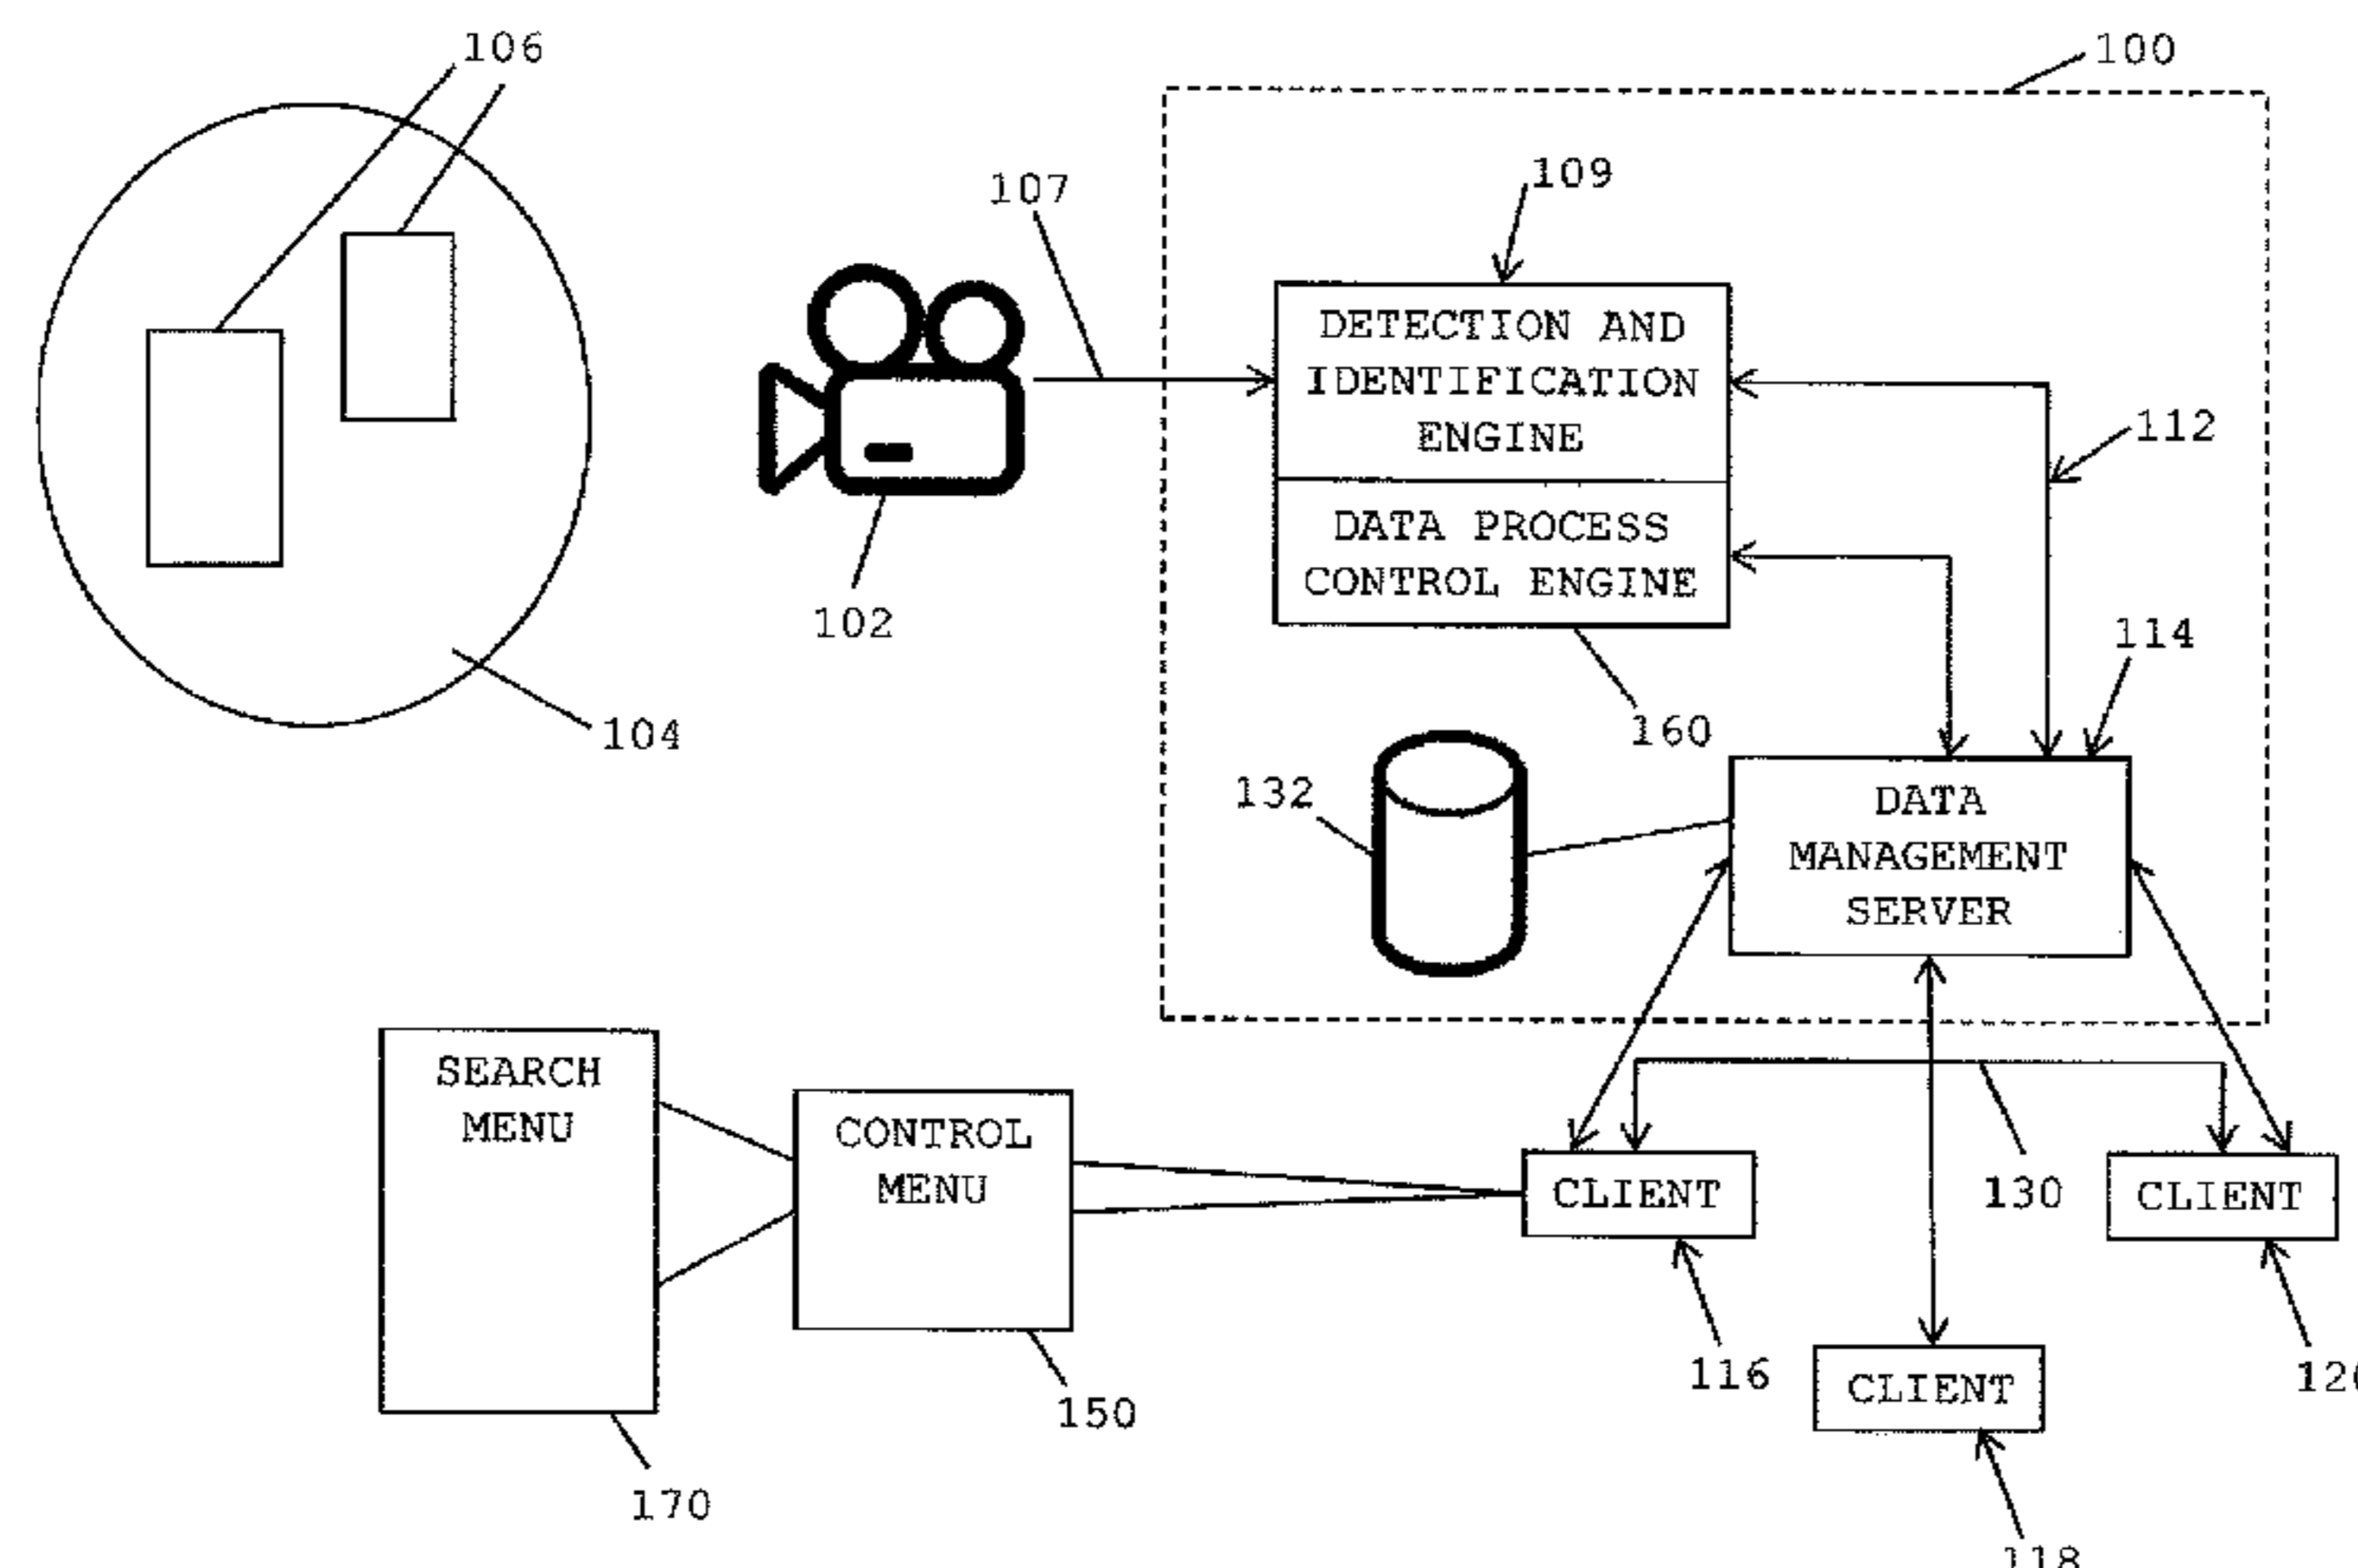 106
100
109
107
DETECTION AND
IDENTIFICATION
ENGINE
112
DATA PROCESS
CONTROL ENGINE
102
114
104
160
132
DATA
MANAGEMENT
SERVER
SEARCH
MENU
CONTROL
MENU
CLIENT
130
CLIENT
116
CLIENT
150
170
118